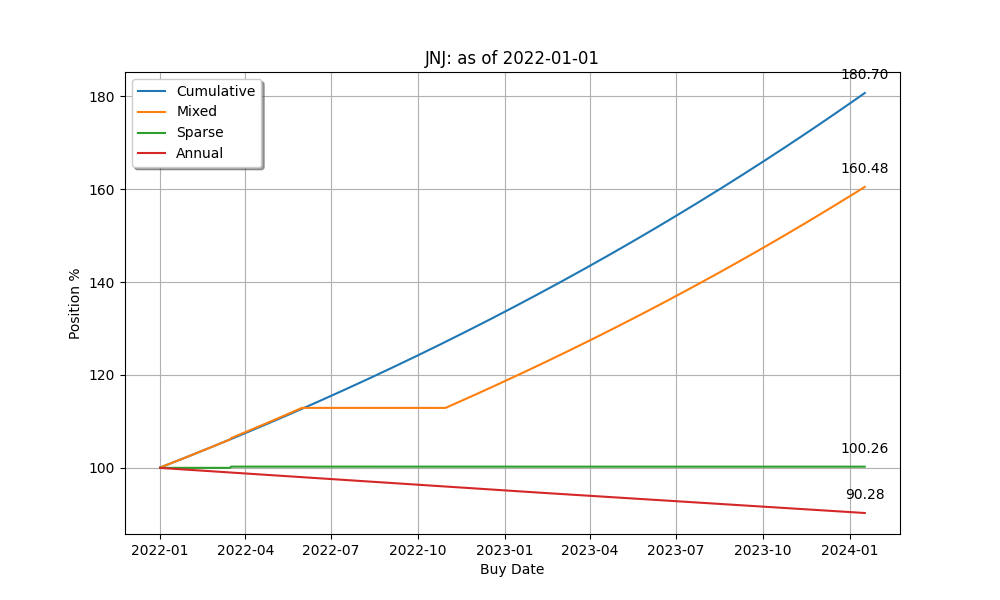 JNJ: as of 2022-01-01
180.70
Cumulative
Mixed
Sparse
Annual
160.48
100.26
90.28
180
160
140
120
100
Position %
2022-01
2022-04
2022-07
2022-10
2023-01
2023-04
2023-07
2023-10
2024-01
Buy Date